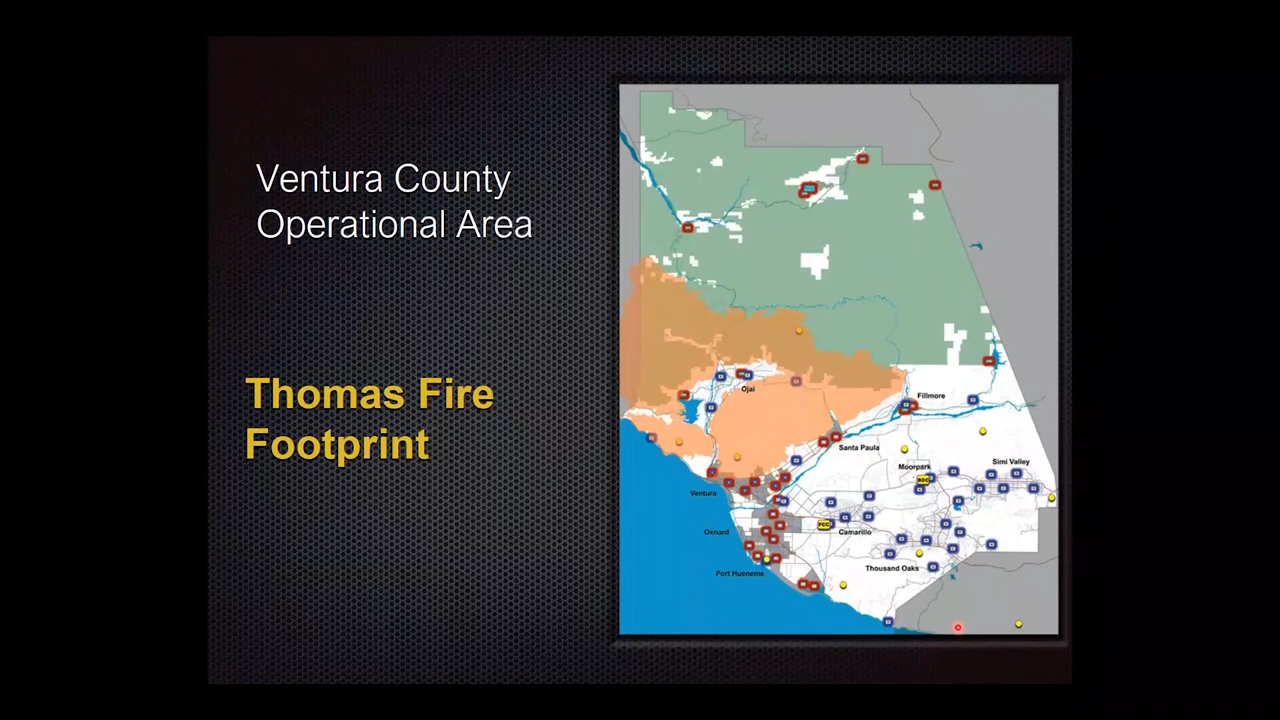 Ventura County
Operational Area
Thomas Fire
Footprint
Ojai
Fillmore
Santa Paula
Moorpark
Simi Valley
Ventura
Oxnard
Camarillo
Port Hueneme
Thousand Oaks